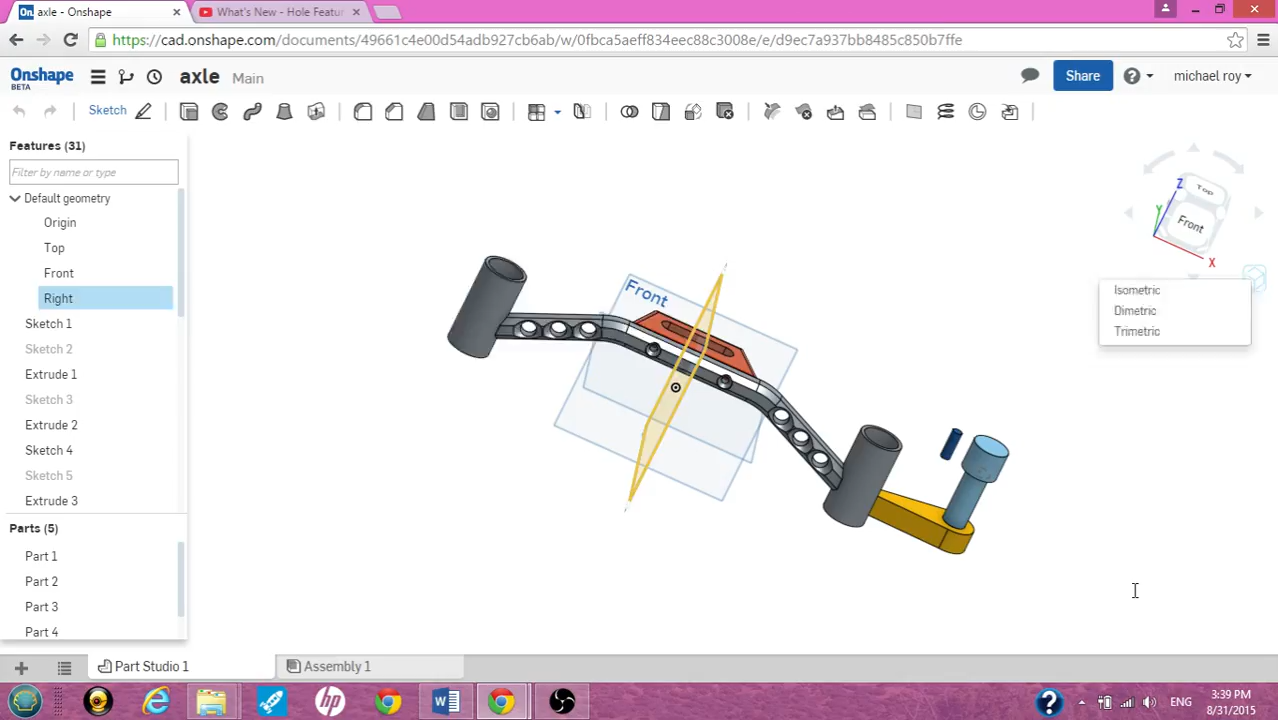 axle - Onshape
What's New - Hole Featur
https://cad.onshape.com/documents/49661c4e00d54adb927cb6ab/w/0fbca5aeff834eec88c3008e/e/d9ec7a937bb8485c850b7ffe
Onshape
BETA
axle
Main
Share
michael roy
Sketch
Features (31)
Filter by name or type
Default geometry
Origin
Top
Front
Right
Sketch 1
Sketch 2
Extrude 1
Sketch 3
Extrude 2
Sketch 4
Sketch 5
Extrude 3
Parts (5)
Part 1
Part 2
Part 3
Part 4
Front
Z
Top
Y
Front
X
Isometric
Dimetric
Trimetric
Part Studio 1
Assembly 1
ENG
3:39 PM
8/31/2015